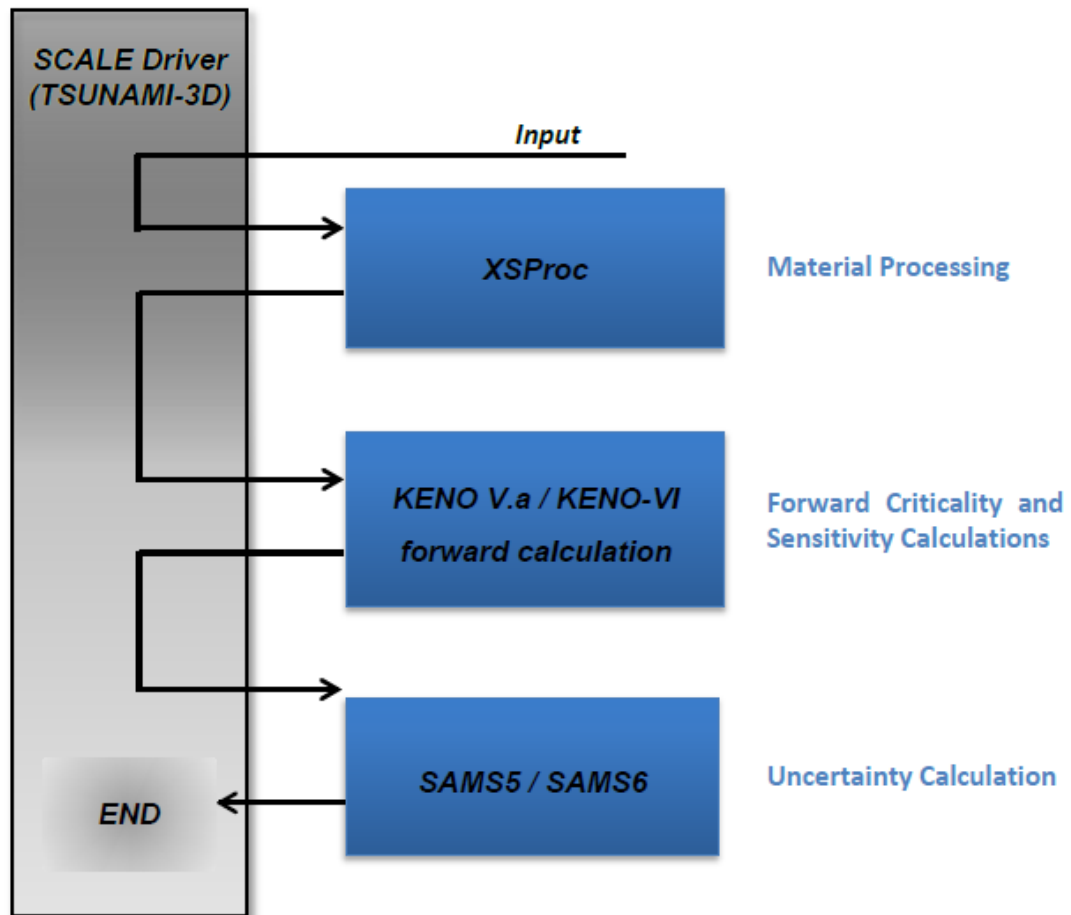 SCALE Driver
(TSUNAMI-3D)
Input
XSProc
Material Processing
KENO V.a / KENO-VI
forward calculation
Forward Criticality and
Sensitivity Calculations
SAMS5 / SAMS6
Uncertainty Calculation
END